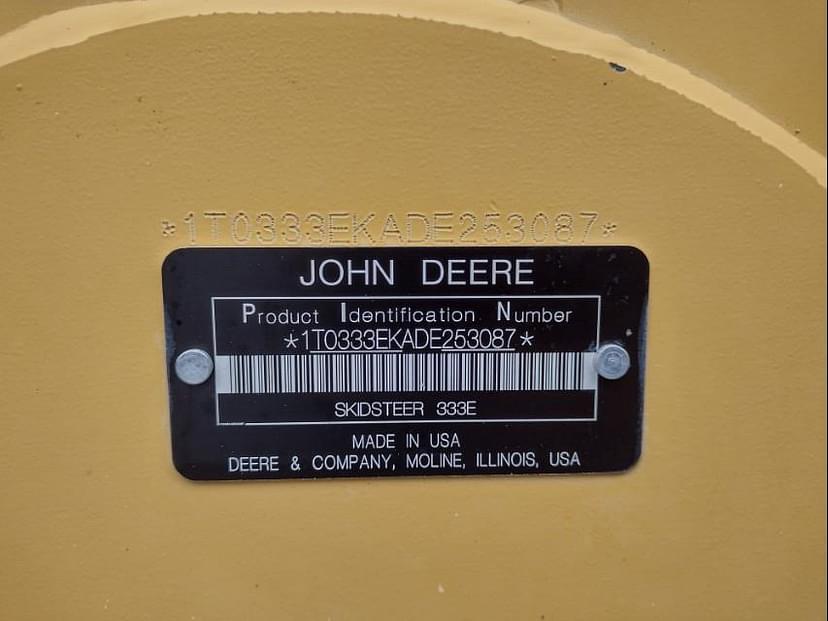 *1T0333EKADE253087*
JOHN DEERE
Product Identification Number
*1T0333EKADE253087*
SKIDSTEER 333E
MADE IN USA
DEERE & COMPANY, MOLINE, ILLINOIS, USA